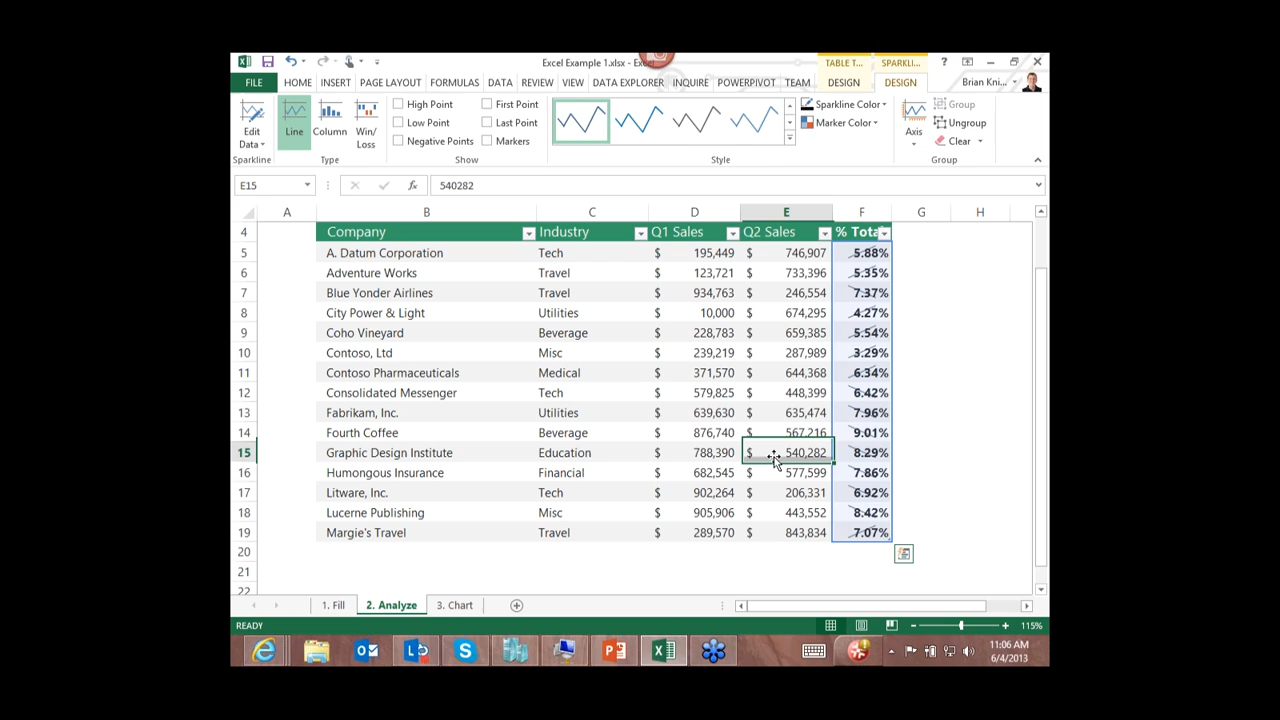 Excel Example 1.xlsx - Excel
TABLE T... SPARKLI...
FILE HOME INSERT PAGE LAYOUT FORMULAS DATA REVIEW VIEW DATA EXPLORER INQUIRE POWERPIVOT TEAM DESIGN DESIGN Brian Kni...
High Point First Point Sparkline Color Group
Edit Data Line Column Win/Loss Low Point Last Point Marker Color Axis Ungroup
Negative Points Markers Clear
Sparkline Type Show Style Group
E15 fx 540282
A B C D E F G H
4 Company Industry Q1 Sales Q2 Sales % Tota
5 A. Datum Corporation Tech $ 195,449 $ 746,907 5.88%
6 Adventure Works Travel $ 123,721 $ 733,396 5.35%
7 Blue Yonder Airlines Travel $ 934,763 $ 246,554 7.37%
8 City Power & Light Utilities $ 10,000 $ 674,295 4.27%
9 Coho Vineyard Beverage $ 228,783 $ 659,385 5.54%
10 Contoso, Ltd Misc $ 239,219 $ 287,989 3.29%
11 Contoso Pharmaceuticals Medical $ 371,570 $ 644,368 6.34%
12 Consolidated Messenger Tech $ 579,825 $ 448,399 6.42%
13 Fabrikam, Inc. Utilities $ 639,630 $ 635,474 7.96%
14 Fourth Coffee Beverage $ 876,740 $ 567,216 9.01%
15 Graphic Design Institute Education $ 788,390 $ 540,282 8.29%
16 Humongous Insurance Financial $ 682,545 $ 577,599 7.86%
17 Litware, Inc. Tech $ 902,264 $ 206,331 6.92%
18 Lucerne Publishing Misc $ 905,906 $ 443,552 8.42%
19 Margie's Travel Travel $ 289,570 $ 843,834 7.07%
20
21
22
1. Fill 2. Analyze 3. Chart
READY 115%
11:06 AM
6/4/2013